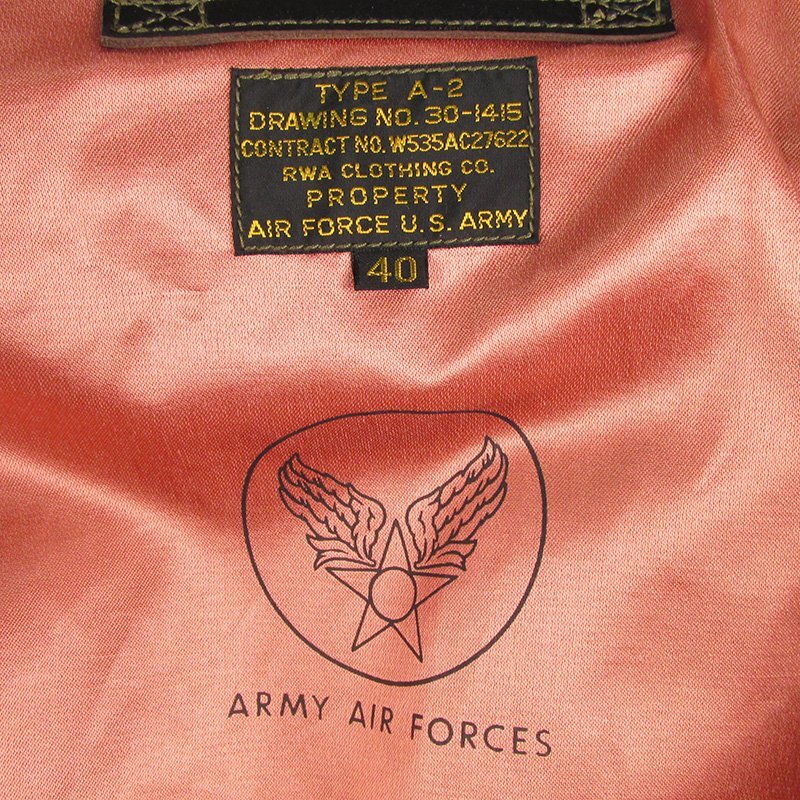 TYPE A-2
DRAWING NO. 30-1415
CONTRACT NO. W535AC27622
RWA CLOTHING CO.
PROPERTY
AIR FORCE U.S. ARMY
40
ARMY AIR FORCES